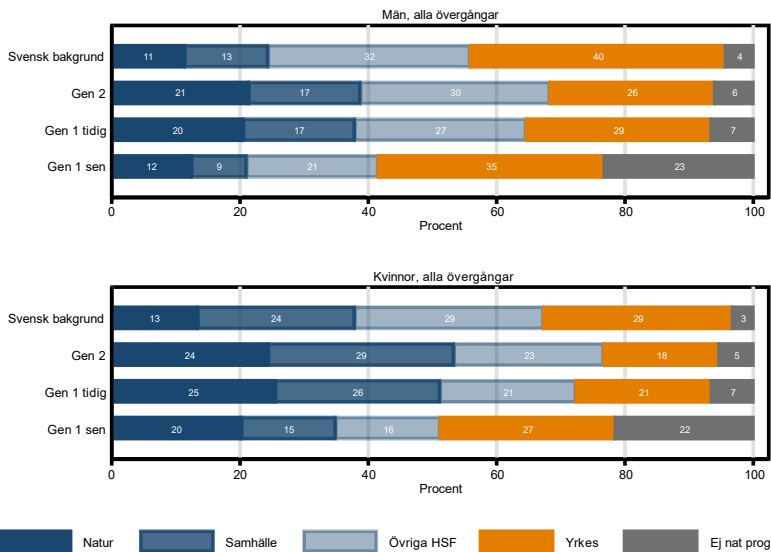 Män, alla övergångar
Svensk bakgrund 11 13 32 40 4
Gen 2 21 17 30 26 6
Gen 1 tidig 20 17 27 29 7
Gen 1 sen 12 9 21 35 23
0 20 40 60 80 100
Procent
Kvinnor, alla övergångar
Svensk bakgrund 13 24 29 29 3
Gen 2 24 29 23 18 5
Gen 1 tidig 25 26 21 21 7
Gen 1 sen 20 15 16 27 22
0 20 40 60 80 100
Procent
Natur Samhälle Övriga HSF Yrkes Ej nat prog